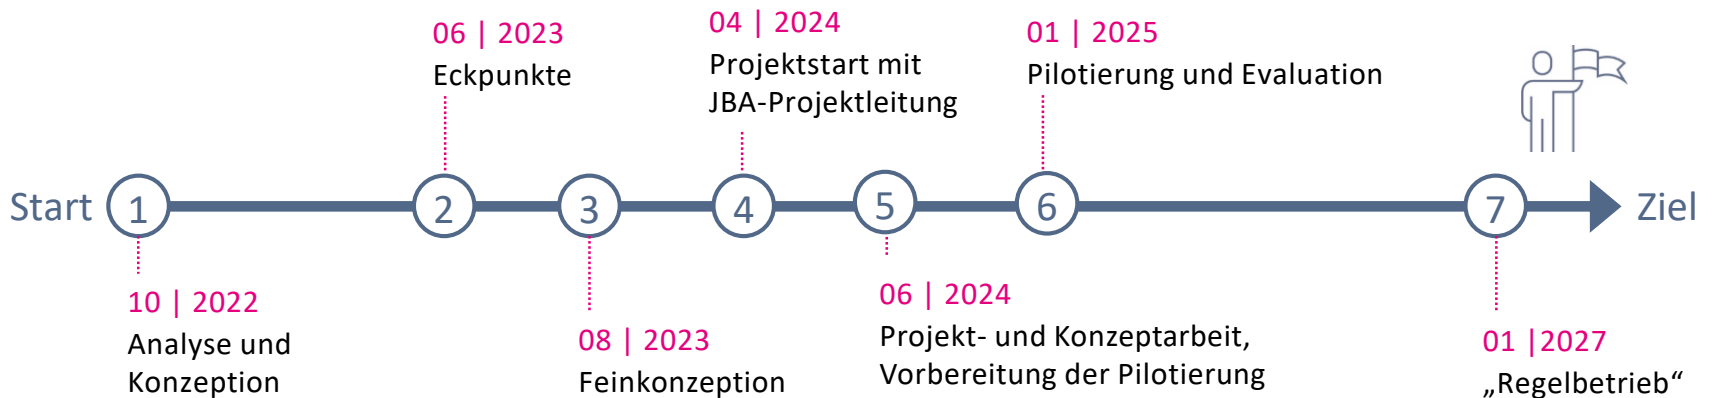 06 | 2023
Eckpunkte
04 | 2024
Projektstart mit
JBA-Projektleitung
01 | 2025
Pilotierung und Evaluation
Start 1 2 3 4 5 6 7 Ziel
10 | 2022
Analyse und
Konzeption
08 | 2023
Feinkonzeption
06 | 2024
Projekt- und Konzeptarbeit,
Vorbereitung der Pilotierung
01 |2027
„Regelbetrieb“